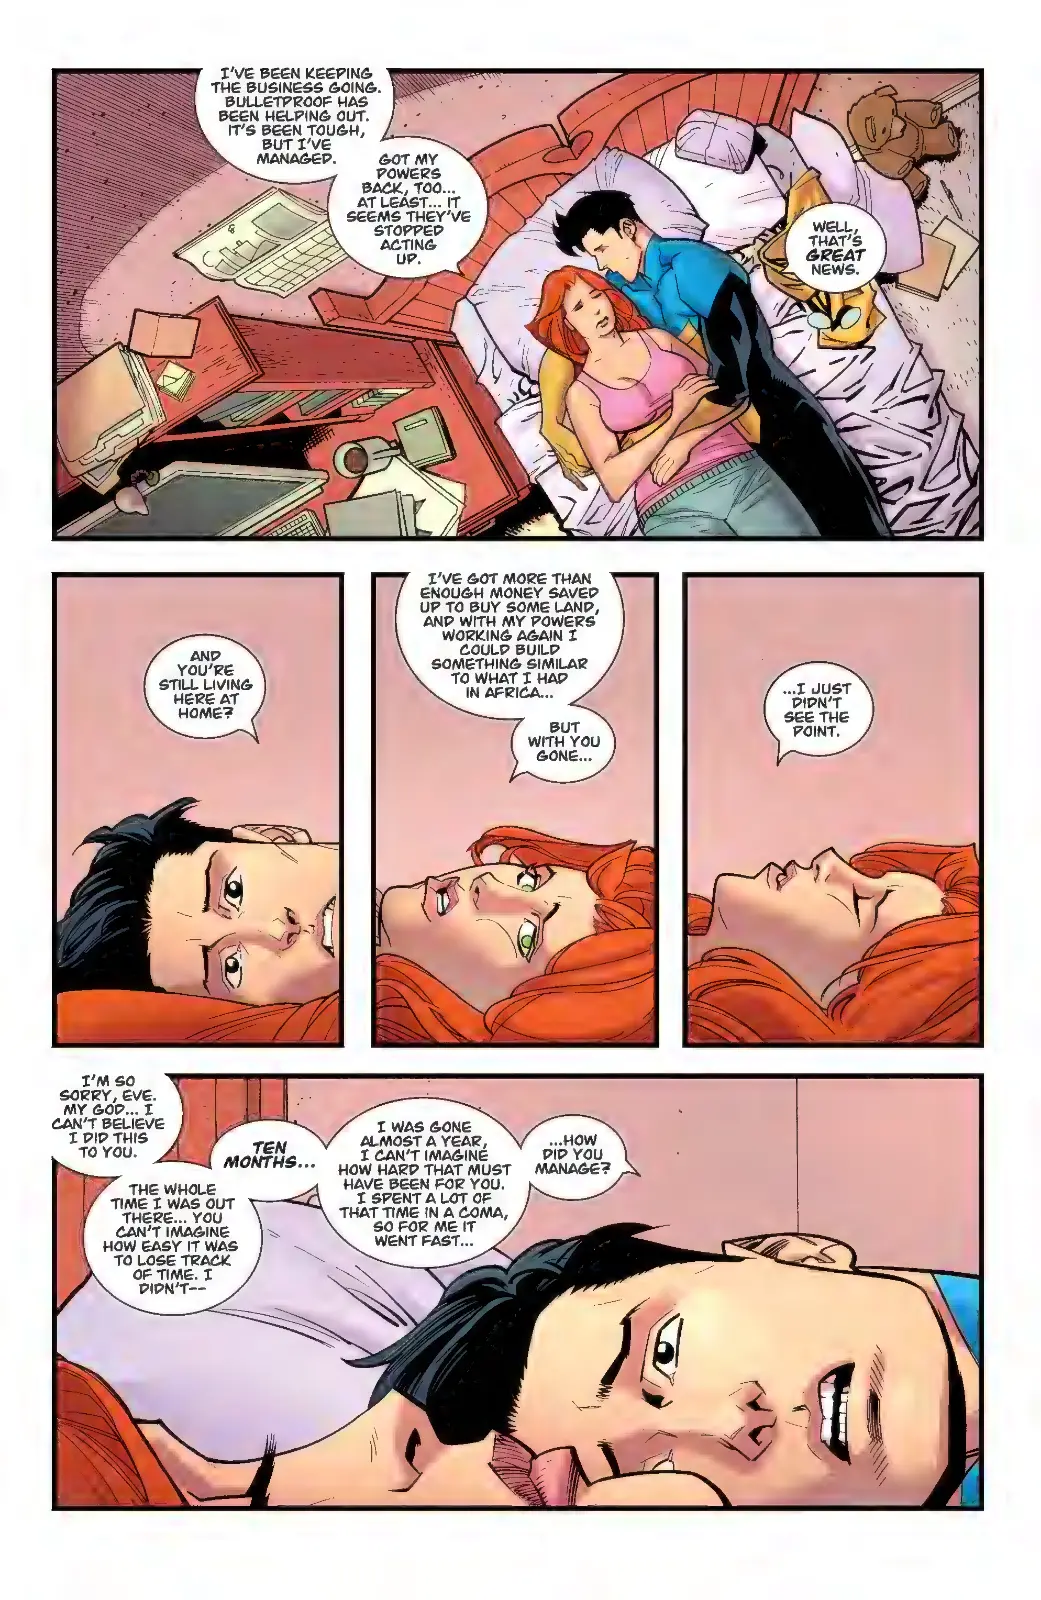 I'VE BEEN KEEPING
THE BUSINESS GOING.
BULLETPROOF HAS
BEEN HELPING OUT.
IT'S BEEN TOUGH,
BUT I'VE
MANAGED.
GOT MY
POWERS
BACK, TOO...
AT LEAST... IT
SEEMS THEY'VE
STOPPED
ACTING
UP.
WELL,
THAT'S
GREAT
NEWS.
AND
YOU'RE
STILL LIVING
HERE AT
HOME?
I'VE GOT MORE THAN
ENOUGH MONEY SAVED
UP TO BUY SOME LAND,
AND WITH MY POWERS
WORKING AGAIN I
COULD BUILD
SOMETHING SIMILAR
TO WHAT I HAD
IN AFRICA...
BUT
WITH YOU
GONE...
...I JUST
DIDN'T
SEE THE
POINT.
I'M SO
SORRY, EVE.
MY GOD... I
CAN'T BELIEVE
I DID THIS
TO YOU.
THE WHOLE
TIME I WAS OUT
THERE... YOU
CAN'T IMAGINE
HOW EASY IT WAS
TO LOSE TRACK
OF TIME. I
DIDN'T--
TEN
MONTHS...
I WAS GONE
ALMOST A YEAR,
I CAN'T IMAGINE
HOW HARD THAT MUST
HAVE BEEN FOR YOU.
I SPENT A LOT OF
THAT TIME IN A COMA,
SO FOR ME IT
WENT FAST...
...HOW
DID YOU
MANAGE?